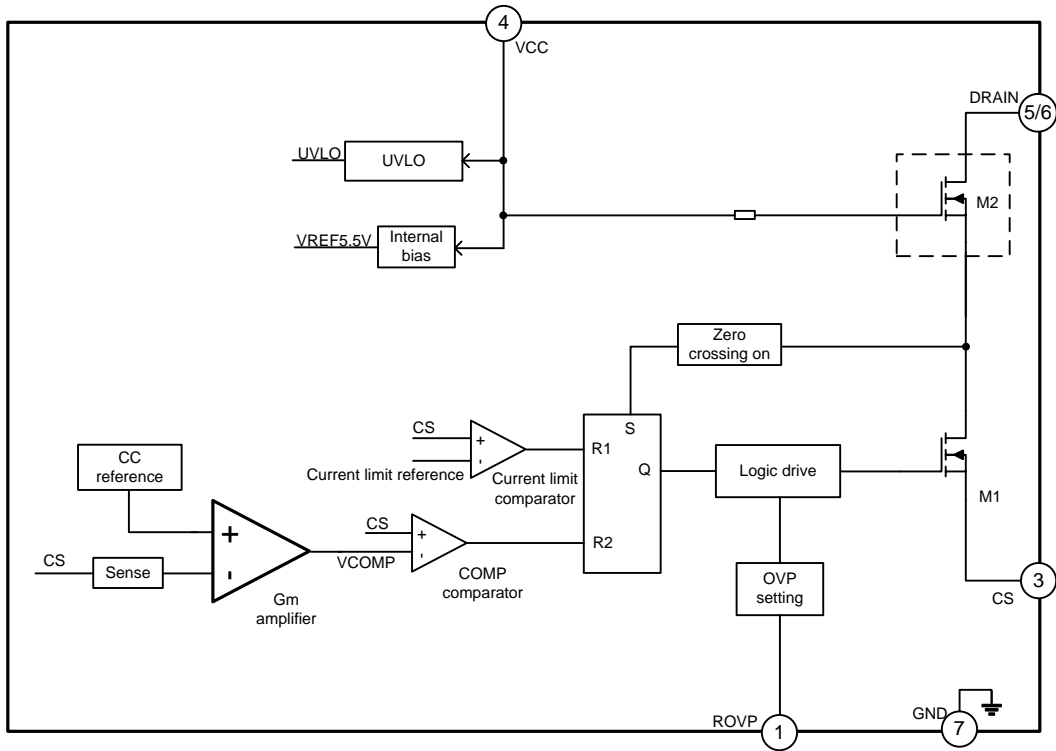 4
VCC
DRAIN
5/6
UVLO
UVLO
M2
VREF5.5V
Internal
bias
Zero
crossing on
CS
+
-
Current limit reference
Current limit
comparator
S
R1
Q
R2
Logic drive
M1
CC
reference
+
-
CS
Sense
Gm
amplifier
VCOMP
CS
+
-
COMP
comparator
OVP
setting
3
CS
ROVP
1
GND
7